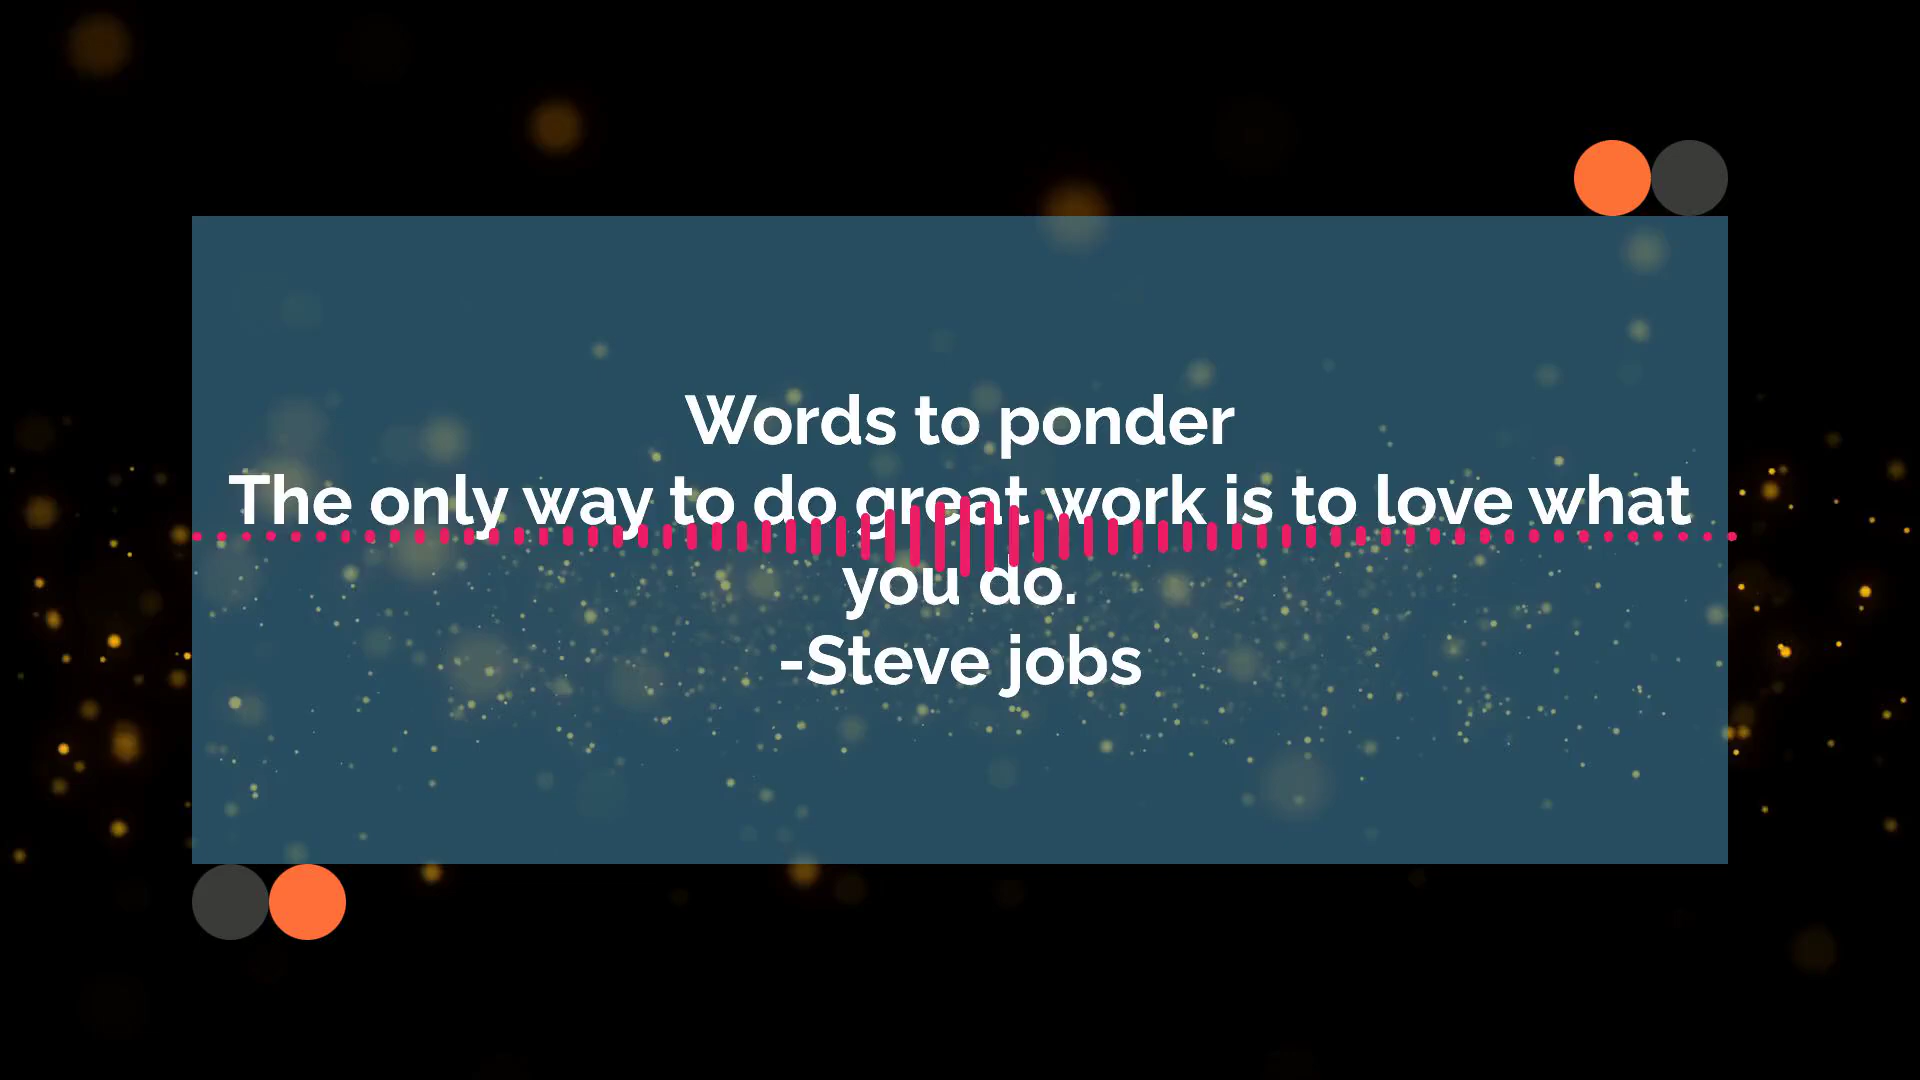 Words to ponder
The only way to do great work is to love what
you do.
-Steve jobs